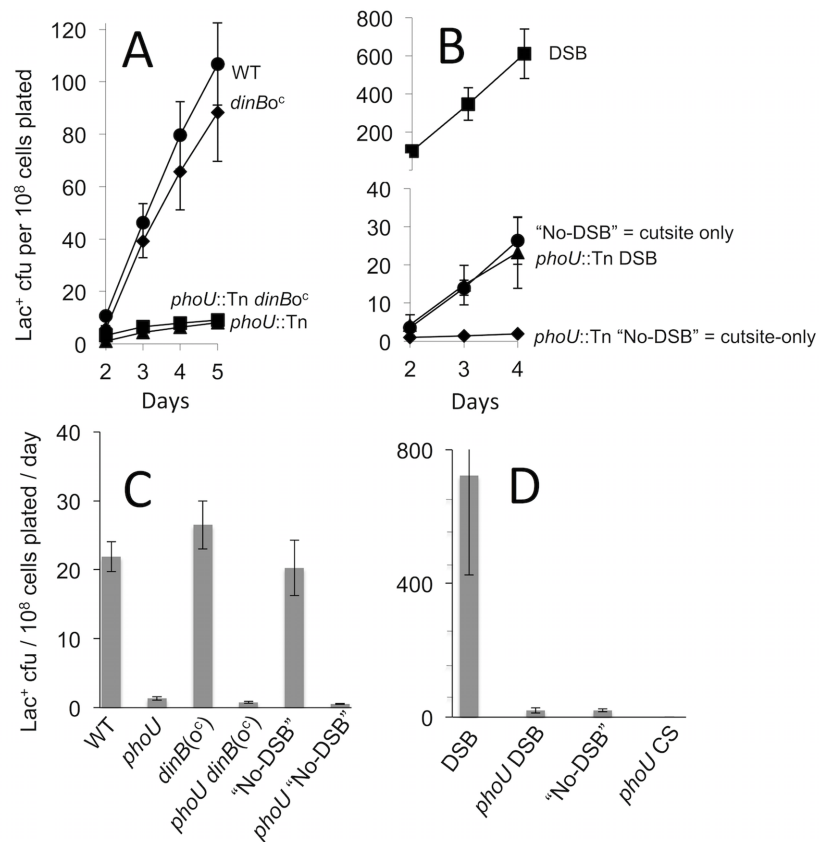 A
Lac⁺ cfu per 10⁸ cells plated
120
100
80
60
40
20
0
WT
dinBoᶜ
phoU::Tn dinBoᶜ
phoU::Tn
2 3 4 5
Days
B
800
600
400
200
40
30
20
10
0
DSB
“No-DSB” = cutsite only
phoU::Tn DSB
phoU::Tn “No-DSB” = cutsite-only
2 3 4
Days
C
Lac⁺ cfu / 10⁸ cells plated / day
40
30
20
10
0
WT
phoU
dinB(oᶜ)
phoU dinB(oᶜ)
“No-DSB”
phoU “No-DSB”
D
800
400
0
DSB
phoU DSB
“No-DSB”
phoU CS